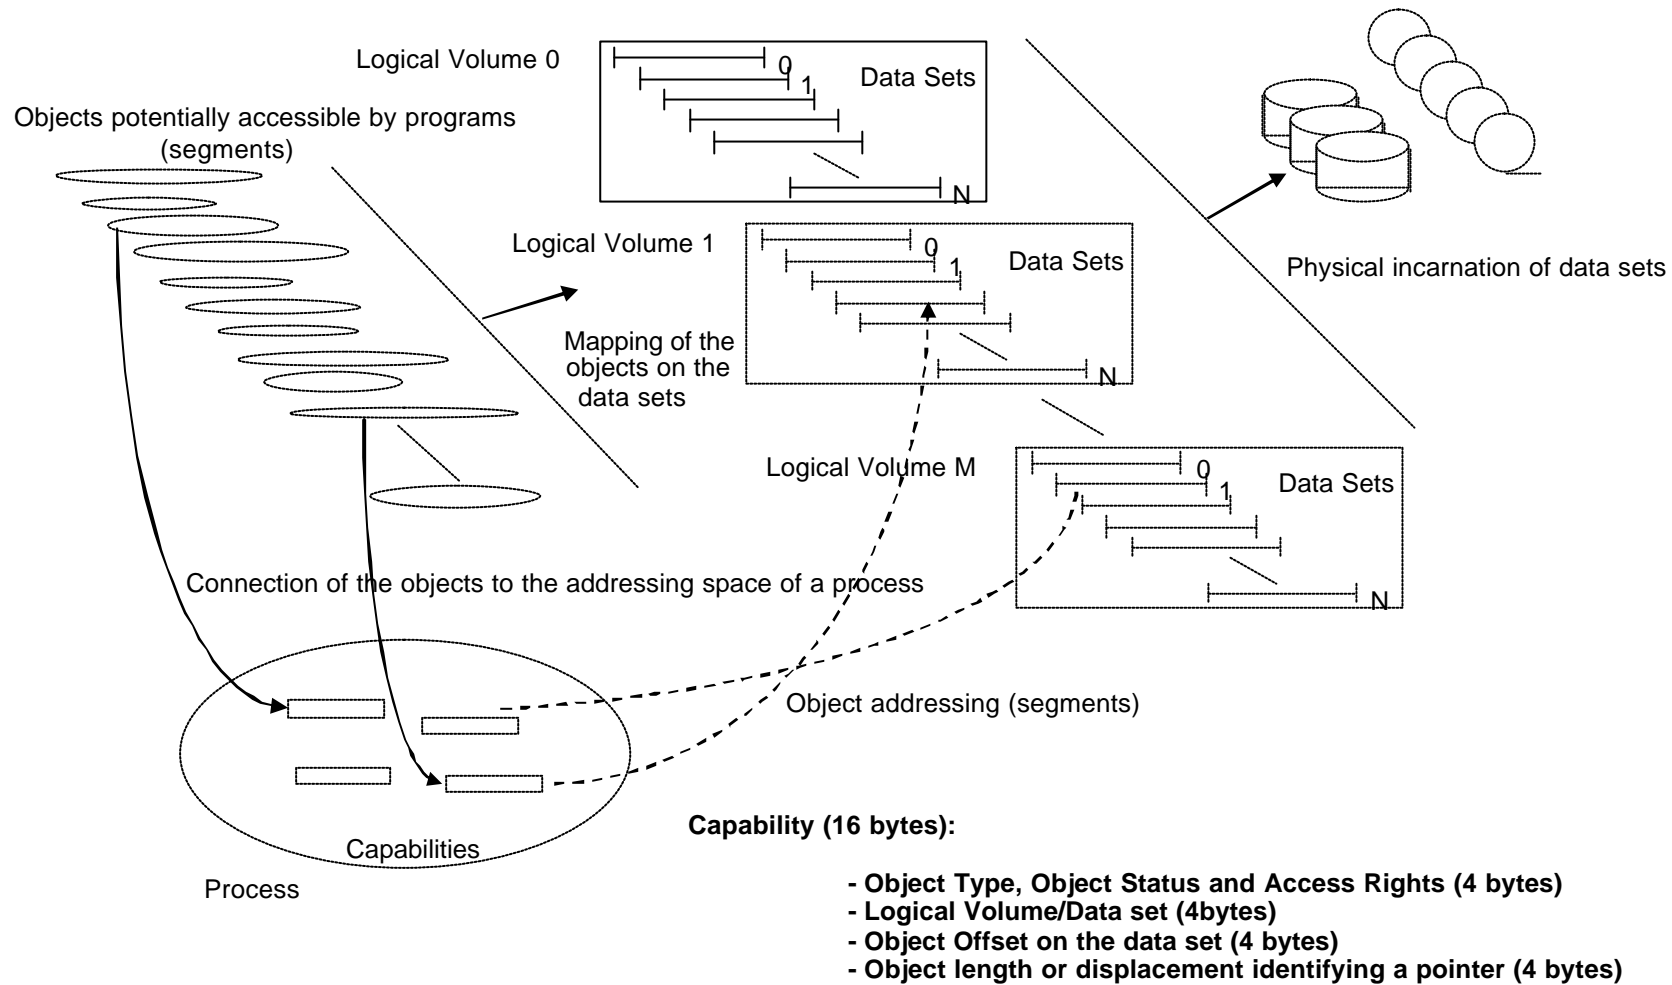 Logical Volume 0
0
1
Data Sets
N
Objects potentially accessible by programs
(segments)
Logical Volume 1
0
1
Data Sets
N
Physical incarnation of data sets
Mapping of the
objects on the
data sets
Logical Volume M
0
1
Data Sets
N
Connection of the objects to the addressing space of a process
Object addressing (segments)
Capabilities
Process
Capability (16 bytes):
- Object Type, Object Status and Access Rights (4 bytes)
- Logical Volume/Data set (4bytes)
- Object Offset on the data set (4 bytes)
- Object length or displacement identifying a pointer (4 bytes)